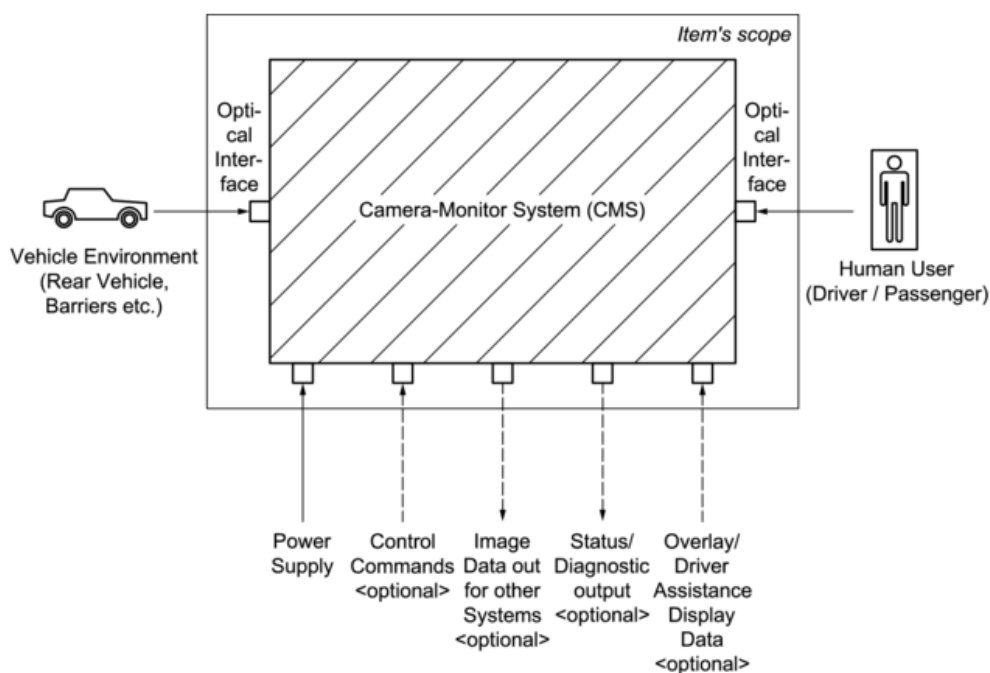 Item's scope
Opti-
cal
Inter-
face
Opti-
cal
Inter-
face
Camera-Monitor System (CMS)
Vehicle Environment
(Rear Vehicle,
Barriers etc.)
Human User
(Driver / Passenger)
Power
Supply
Control
Commands
<optional>
Image
Data out
for other
Systems
<optional>
Status/
Diagnostic
output
<optional>
Overlay/
Driver
Assistance
Display
Data
<optional>